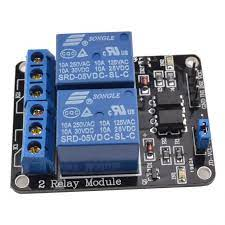 SONGLE
10A 250VAC 10A 125VAC
10A 30VDC 10A 28VDC
SRD-05VDC-SL-C
SONGLE
10A 250VAC 10A 125VAC
10A 30VDC 10A 28VDC
SRD-05VDC-SL-C
2 Relay Module